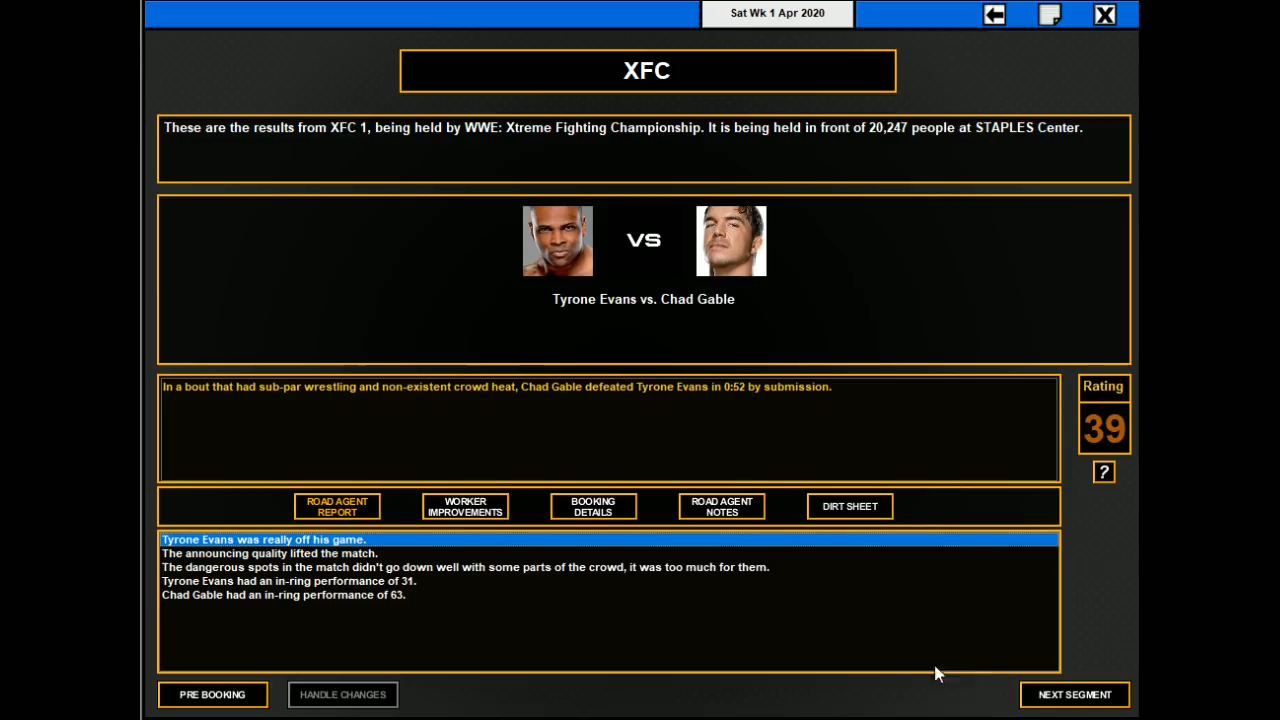 Sat Wk 1 Apr 2020
XFC
These are the results from XFC 1, being held by WWE: Xtreme Fighting Championship. It is being held in front of 20,247 people at STAPLES Center.
VS
Tyrone Evans vs. Chad Gable
In a bout that had sub-par wrestling and non-existent crowd heat, Chad Gable defeated Tyrone Evans in 0:52 by submission.
Rating
39
?
ROAD AGENT
REPORT
WORKER
IMPROVEMENTS
BOOKING
DETAILS
ROAD AGENT
NOTES
DIRT SHEET
Tyrone Evans was really off his game.
The announcing quality lifted the match.
The dangerous spots in the match didn't go down well with some parts of the crowd, it was too much for them.
Tyrone Evans had an in-ring performance of 31.
Chad Gable had an in-ring performance of 63.
PRE BOOKING
HANDLE CHANGES
NEXT SEGMENT